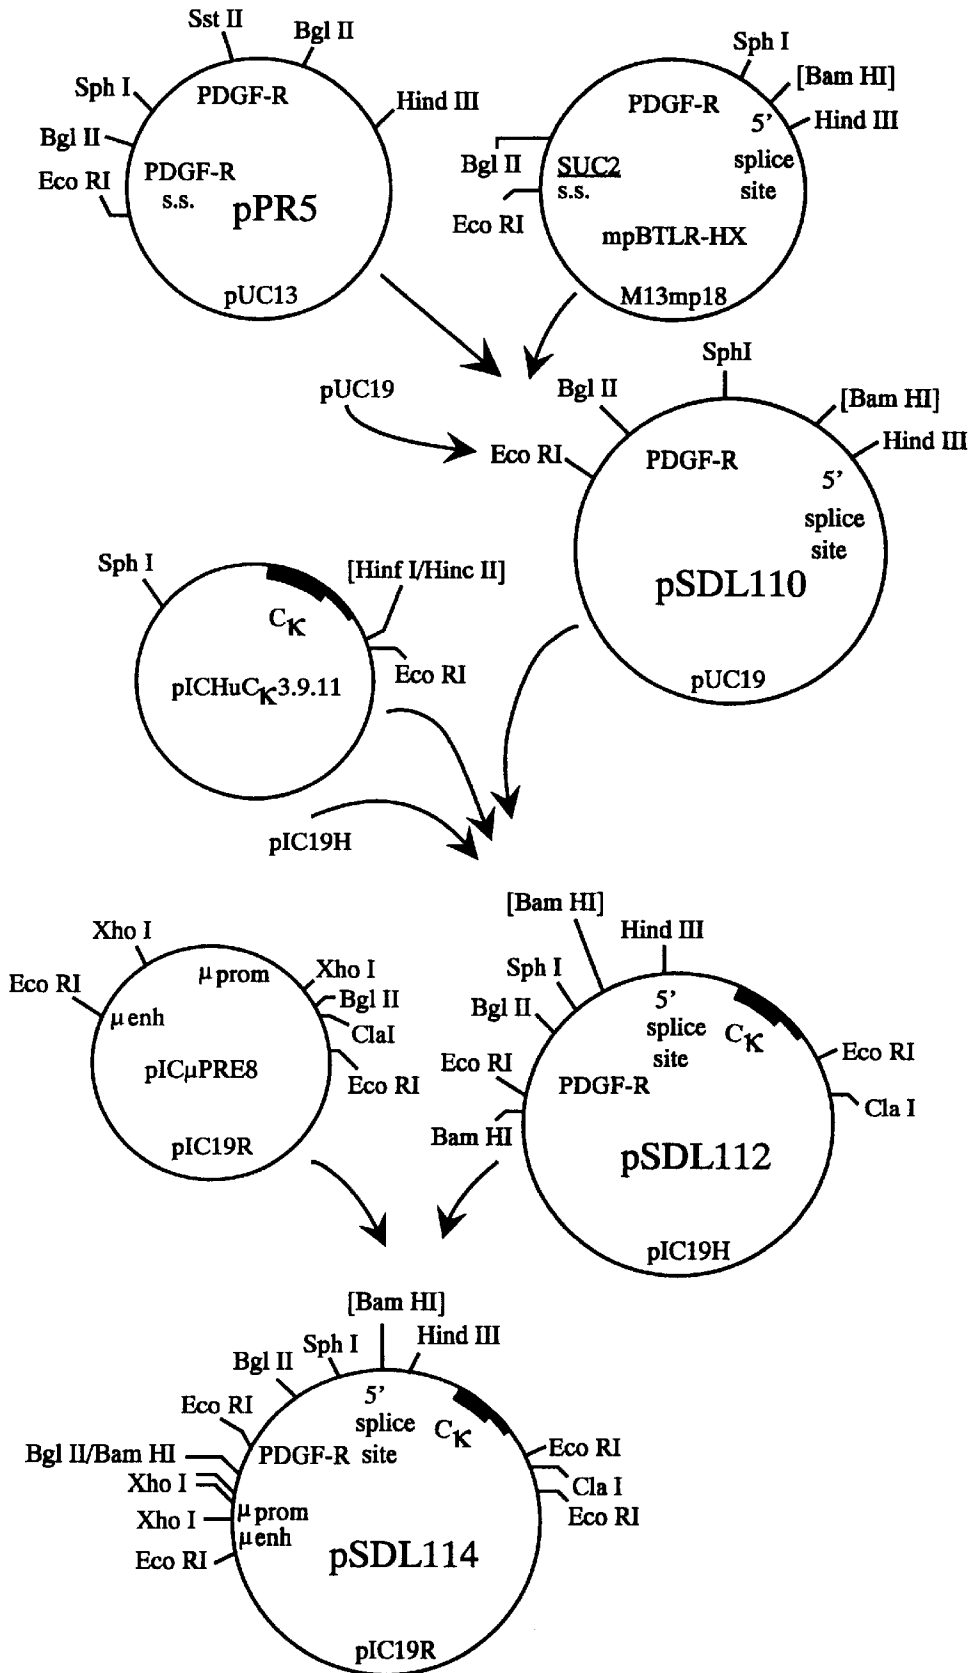 Sst II
Bgl II
Sph I
PDGF-R
Hind III
Bgl II
Eco RI
PDGF-R
s.s.
pPR5
pUC13
Sph I
[Bam HI]
PDGF-R
Hind III
5’
splice
site
Bgl II
SUC2
s.s.
Eco RI
mpBTLR-HX
M13mp18
pUC19
SphI
Bgl II
[Bam HI]
Hind III
Eco RI
PDGF-R
5’
splice
site
pSDL110
pUC19
Sph I
[Hinf I/Hinc II]
Cκ
Eco RI
pICHuCκ3.9.11
pIC19H
Xho I
μ prom
Xho I
Eco RI
Bgl II
μ enh
ClaI
pICμPRE8
Eco RI
pIC19R
[Bam HI]
Hind III
Sph I
Bgl II
5’
splice
site
Cκ
Eco RI
Eco RI
PDGF-R
Cla I
Bam HI
pSDL112
pIC19H
[Bam HI]
Hind III
Sph I
Bgl II
5’
splice
site
Cκ
Eco RI
PDGF-R
Eco RI
Bgl II/Bam HI
Cla I
Xho I
Eco RI
μ prom
Xho I
μ enh
Eco RI
pSDL114
pIC19R